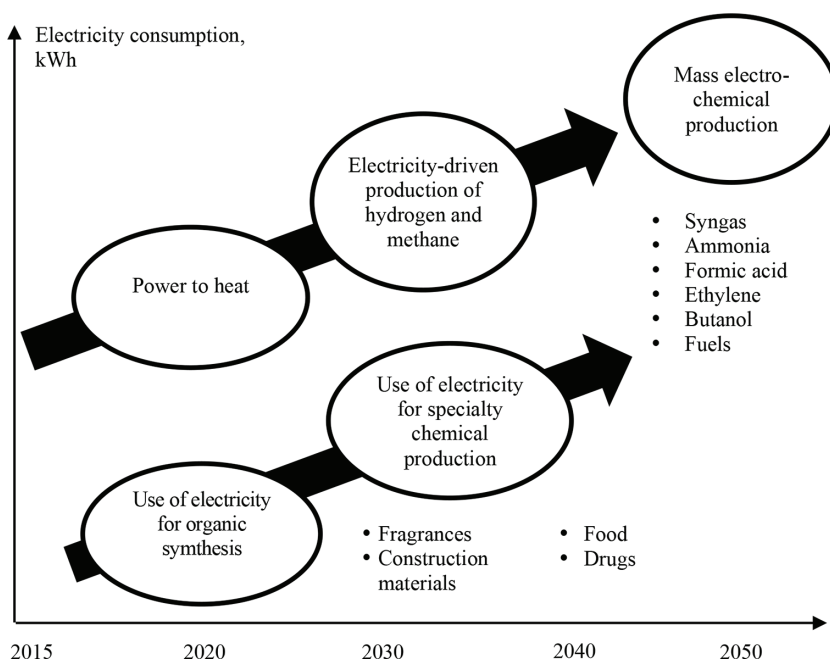 Electricity consumption,
kWh
Mass electro-
chemical
production
Electricity-driven
production of
hydrogen and
methane
Power to heat
• Syngas
• Ammonia
• Formic acid
• Ethylene
• Butanol
• Fuels
Use of electricity
for specialty
chemical
production
Use of electricity
for organic
symthesis
• Fragrances
• Construction
materials
• Food
• Drugs
2015 2020 2030 2040 2050